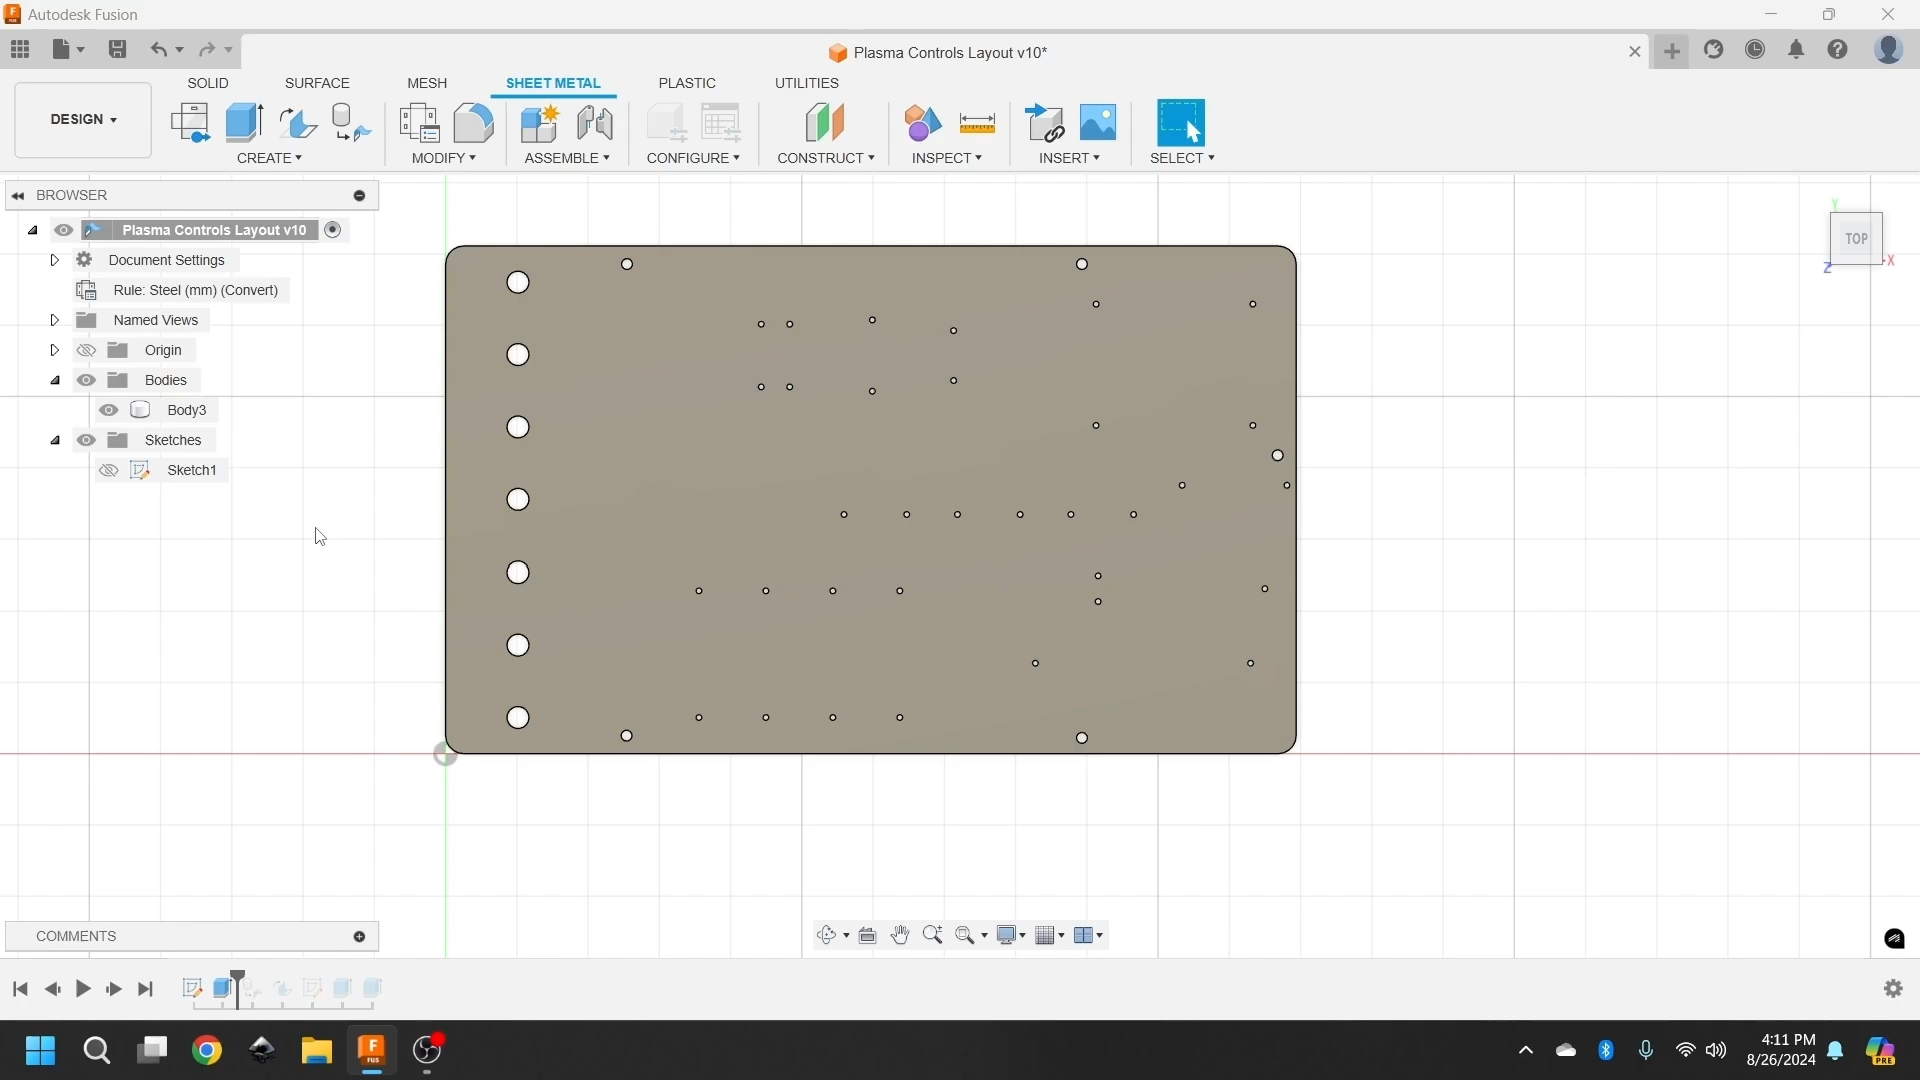 Autodesk Fusion
Plasma Controls Layout v10*
DESIGN
SOLID
SURFACE
MESH
SHEET METAL
PLASTIC
UTILITIES
CREATE
MODIFY
ASSEMBLE
CONFIGURE
CONSTRUCT
INSPECT
INSERT
SELECT
BROWSER
Plasma Controls Layout v10
Document Settings
Rule: Steel (mm) (Convert)
Named Views
Origin
Bodies
Body3
Sketches
Sketch1
Y
TOP
X
Z
COMMENTS
FUS
4:11 PM
8/26/2024
PRE